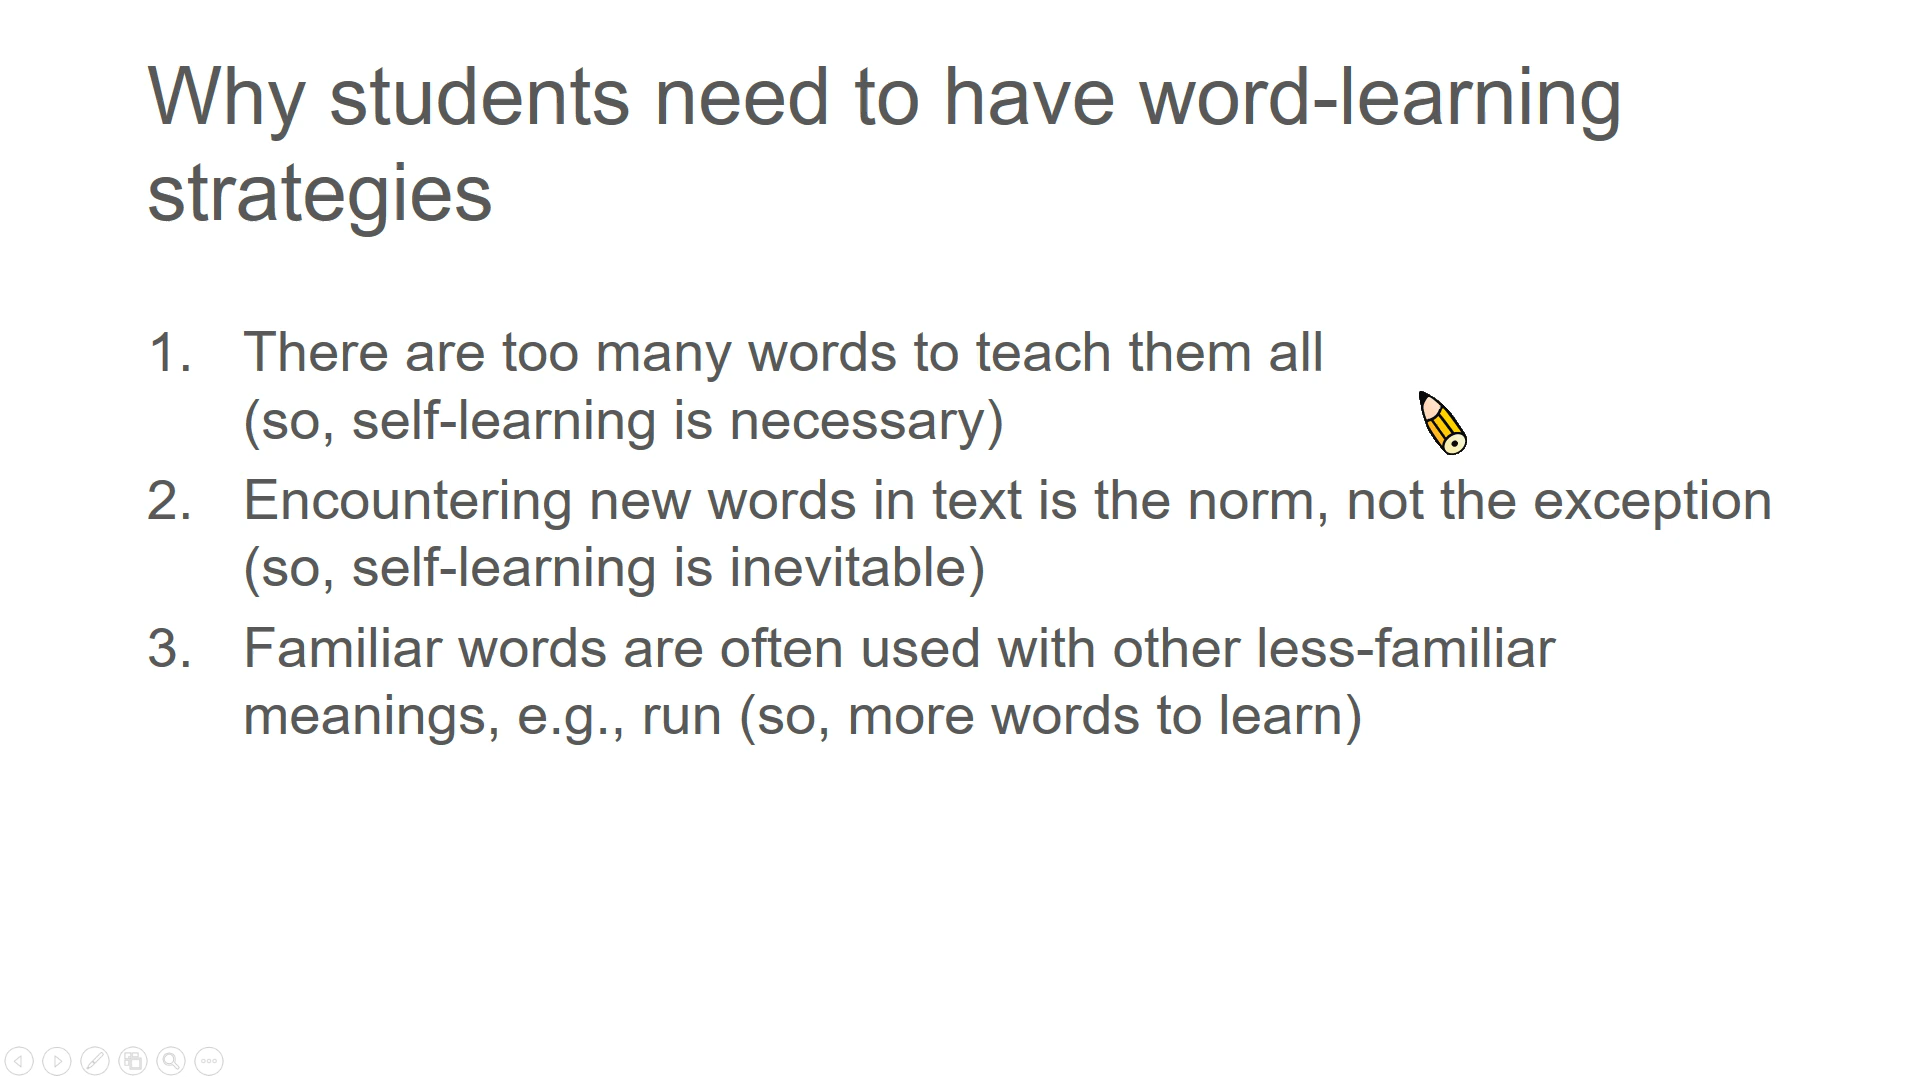 Why students need to have word-learning
strategies
1. There are too many words to teach them all
(so, self-learning is necessary)
2. Encountering new words in text is the norm, not the exception
(so, self-learning is inevitable)
3. Familiar words are often used with other less-familiar
meanings, e.g., run (so, more words to learn)